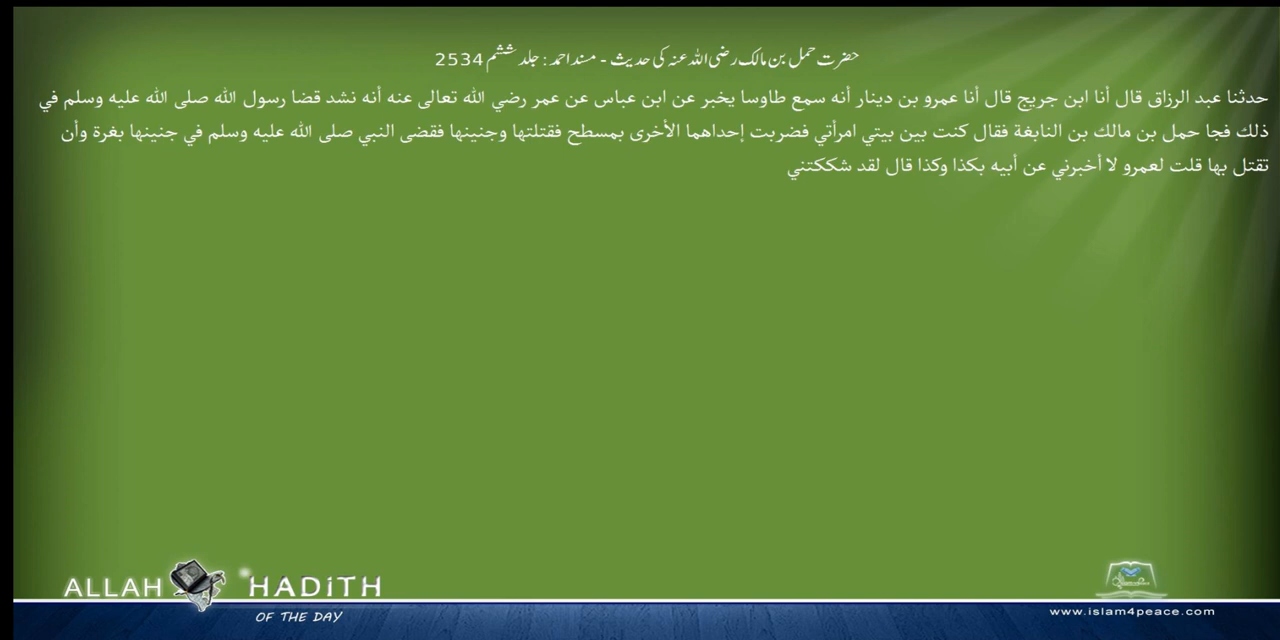 حضرت حمل بن مالک رضی اللہ عنہ کی حدیث - مسند احمد : جلد ششم 2534
حدثنا عبد الرزاق قال أنا ابن جريج قال أنا عمرو بن دينار أنه سمع طاوسا يخبر عن ابن عباس عن عمر رضي الله تعالى عنه أنه نشد قضا رسول الله صلى الله عليه وسلم في
ذلك فجا حمل بن مالك بن النابغة فقال كنت بين بيتي امرأتي فضربت إحداهما الأخرى بمسطح فقتلتها وجنينها فقضى النبي صلى الله عليه وسلم في جنينها بغرة وأن
تقتل بها قلت لعمرو لا أخبرني عن أبيه بكذا وكذا قال لقد شككتني
ALLAH HADITH
OF THE DAY
www.islam4peace.com